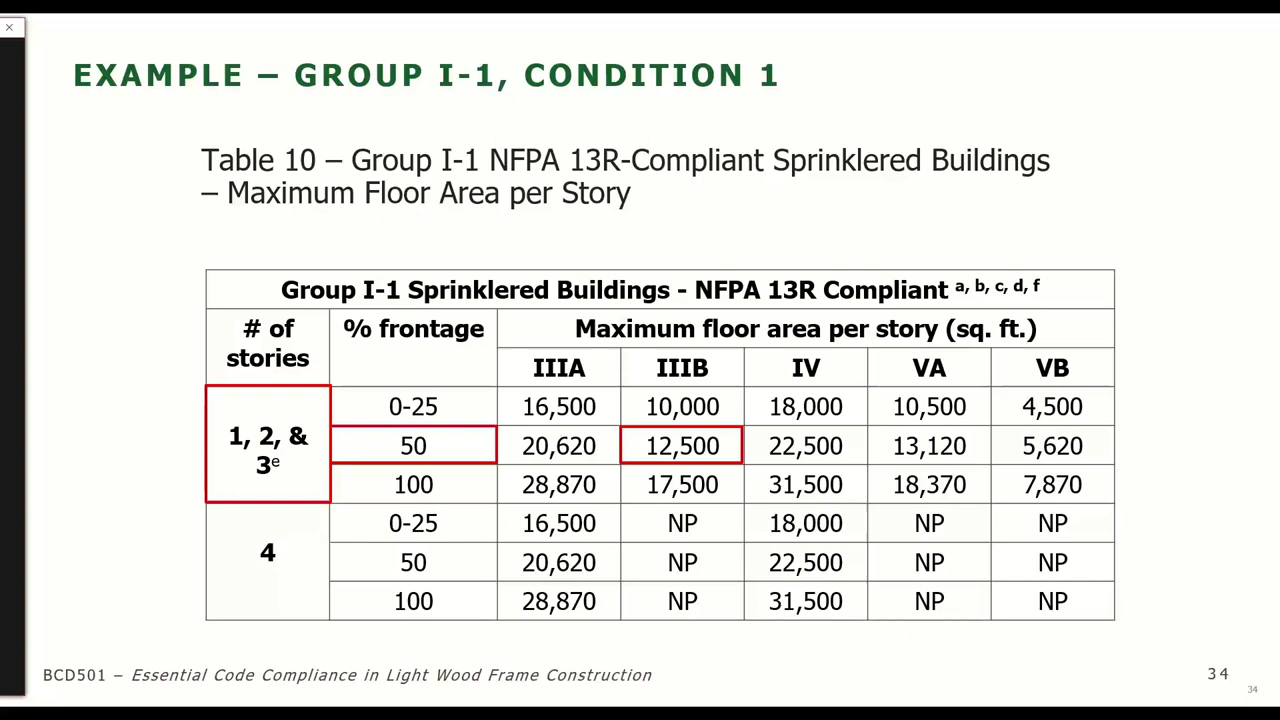 EXAMPLE – GROUP I-1, CONDITION 1
Table 10 – Group I-1 NFPA 13R-Compliant Sprinklered Buildings
– Maximum Floor Area per Story
Group I-1 Sprinklered Buildings - NFPA 13R Compliant a, b, c, d, f
# of stories % frontage Maximum floor area per story (sq. ft.)
IIIA IIIB IV VA VB
1, 2, & 3e
0-25 16,500 10,000 18,000 10,500 4,500
50 20,620 12,500 22,500 13,120 5,620
100 28,870 17,500 31,500 18,370 7,870
4
0-25 16,500 NP 18,000 NP NP
50 20,620 NP 22,500 NP NP
100 28,870 NP 31,500 NP NP
BCD501 – Essential Code Compliance in Light Wood Frame Construction
34
34